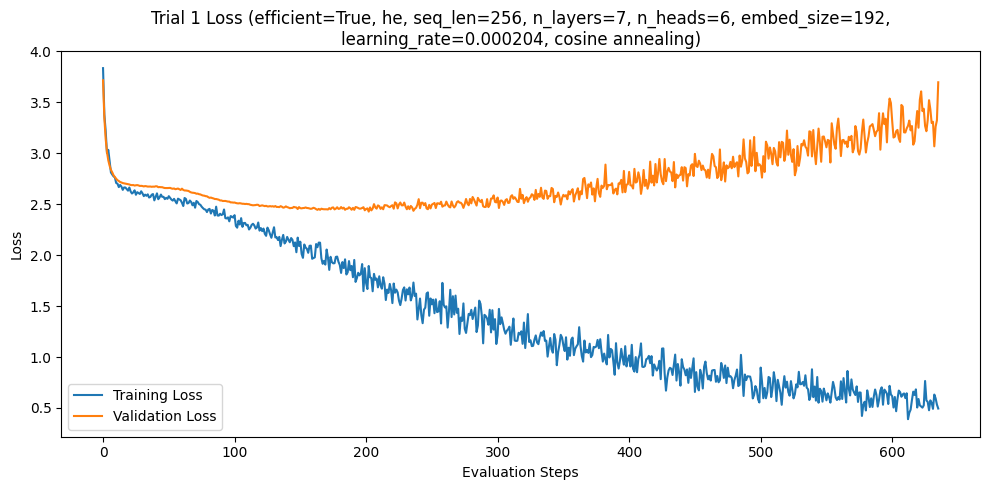 Trial 1 Loss (efficient=True, he, seq_len=256, n_layers=7, n_heads=6, embed_size=192,
learning_rate=0.000204, cosine annealing)
4.0
3.5
3.0
2.5
2.0
1.5
1.0
0.5
Loss
Training Loss
Validation Loss
0 100 200 300 400 500 600
Evaluation Steps